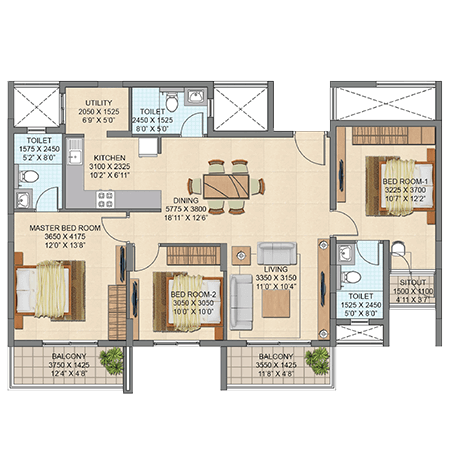 UTILITY
2050 X 1525
6'9" X 5'0"
TOILET
2450 X 1525
8'0" X 5'0"
TOILET
1575 X 2450
5'2" X 8'0"
KITCHEN
3100 X 2325
10'2" X 6'11"
DINING
5775 X 3800
18'11" X 12'6"
BED ROOM-1
3225 X 3700
10'7" X 12'2"
MASTER BED ROOM
3650 X 4175
12'0" X 13'8"
BED ROOM-2
3050 X 3050
10'0" X 10'0"
LIVING
3350 X 3150
11'0" X 10'4"
TOILET
1525 X 2450
5'0" X 8'0"
SITOUT
1500 X 1100
4'11 X 3'7"
BALCONY
3750 X 1425
12'4" X 4'8"
BALCONY
3550 X 1425
11'8" X 4'8"